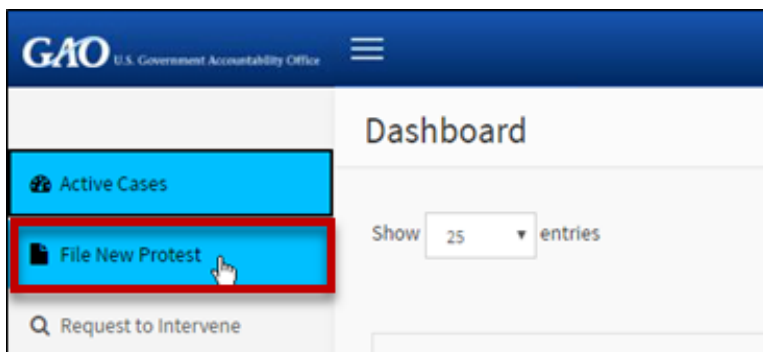 GAO U.S. Government Accountability Office
Dashboard
Active Cases
Show 25 entries
File New Protest
Request to Intervene